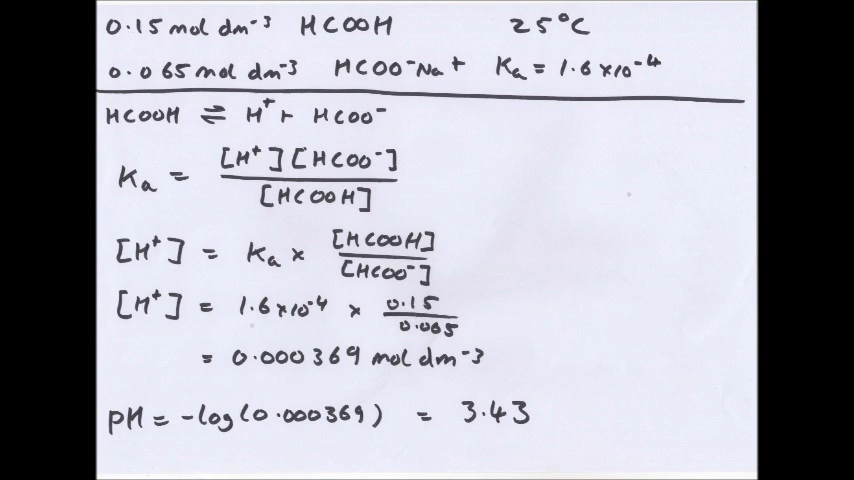 0.15 mol dm⁻³ HCOOH 25°C
0.065 mol dm⁻³ HCOO⁻Na⁺ Ka = 1.6 x10⁻⁴
HCOOH ⇌ H⁺ + HCOO⁻
Ka = [H⁺][HCOO⁻] / [HCOOH]
[H⁺] = Ka x [HCOOH] / [HCOO⁻]
[H⁺] = 1.6 x10⁻⁴ x 0.15 / 0.065
= 0.000369 mol dm⁻³
pH = -log(0.000369) = 3.43